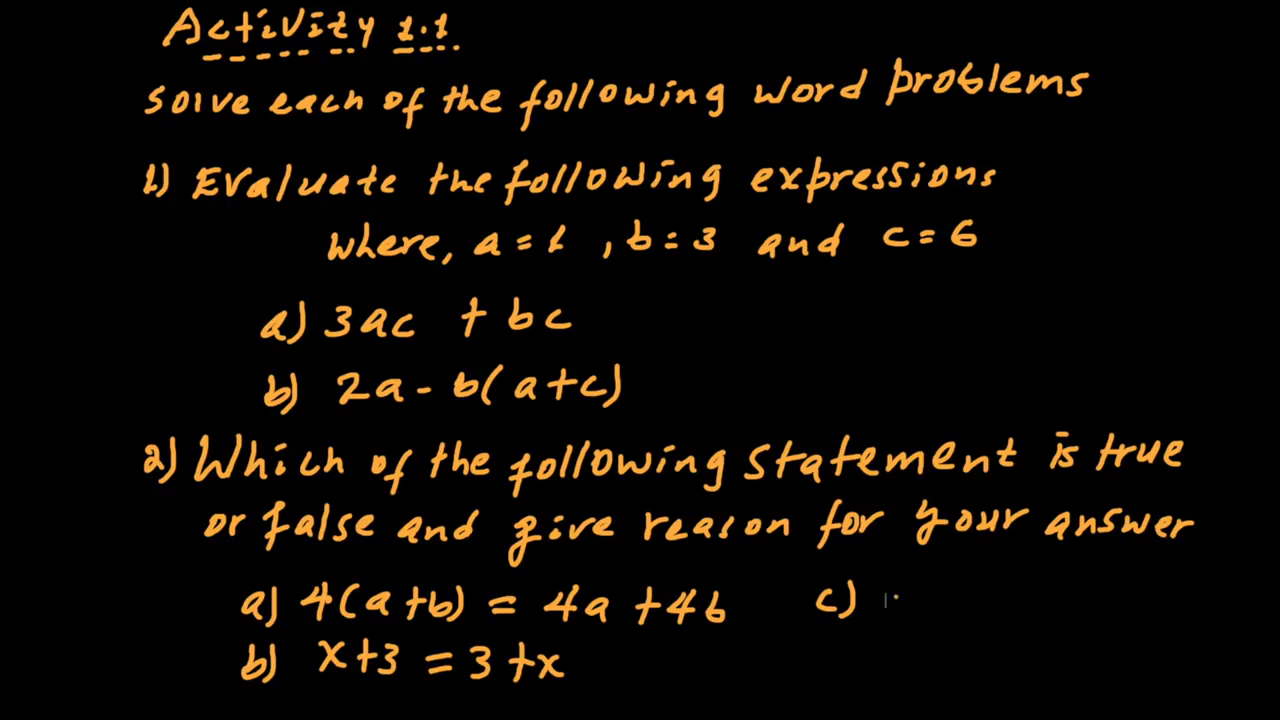 Activity 1.1
Solve each of the following word problems
1) Evaluate the following expressions
where, a = 1 , b = 3 and c = 6
a) 3ac + bc
b) 2a - b(a+c)
2) Which of the following statement is true
or false and give reason for your answer
a) 4(a+b) = 4a + 4b c)
b) x+3 = 3+x